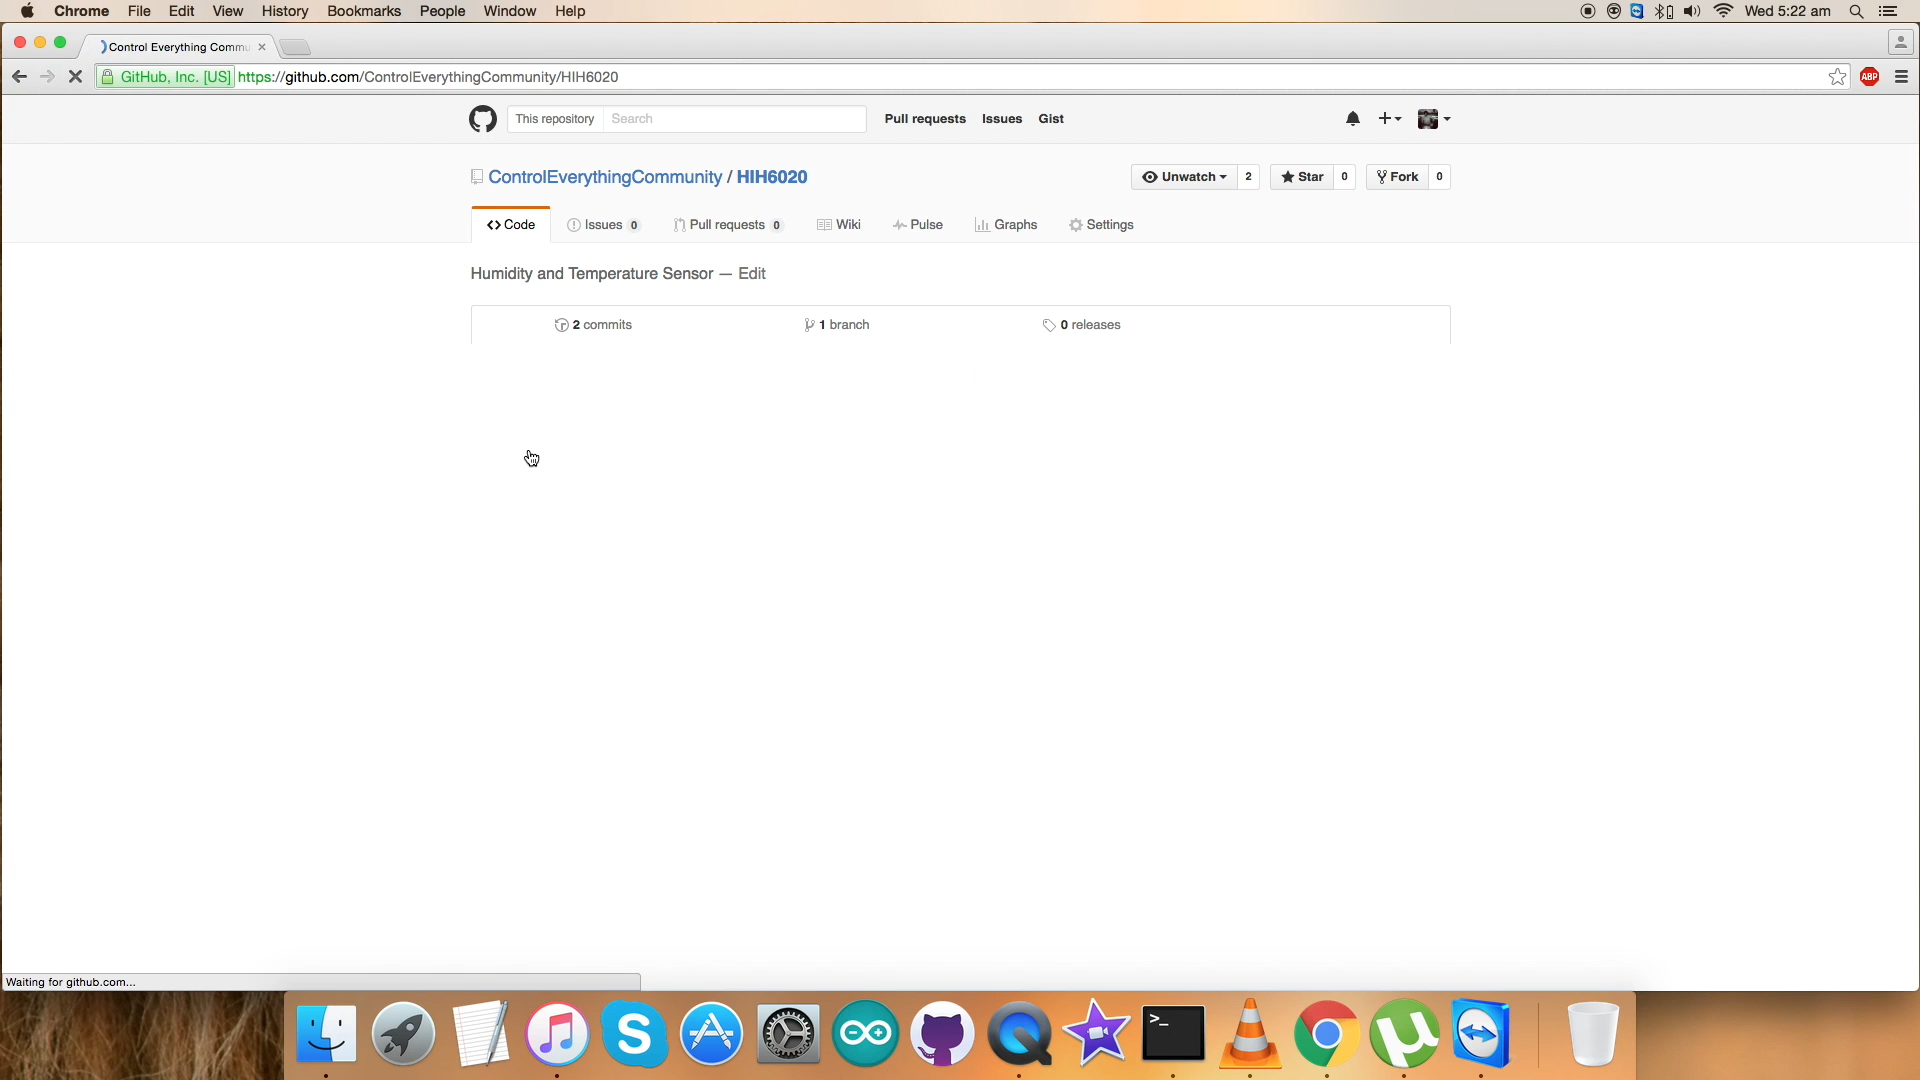 Chrome File Edit View History Bookmarks People Window Help Wed 5:22 am
Control Everything Commu
GitHub, Inc. [US] https://github.com/ControlEverythingCommunity/HIH6020 ABP
This repository Search Pull requests Issues Gist
ControlEverythingCommunity / HIH6020 Unwatch 2 Star 0 Fork 0
Code Issues 0 Pull requests 0 Wiki Pulse Graphs Settings
Humidity and Temperature Sensor — Edit
2 commits 1 branch 0 releases
Waiting for github.com...